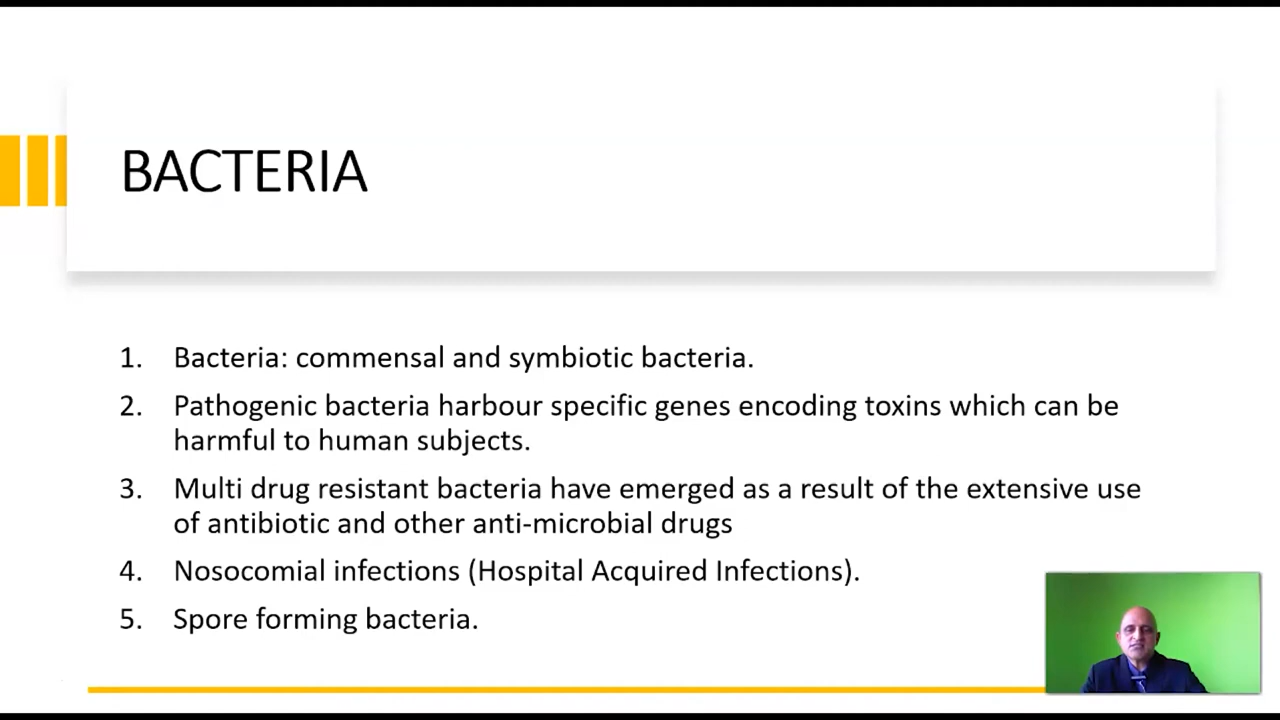 BACTERIA
1. Bacteria: commensal and symbiotic bacteria.
2. Pathogenic bacteria harbour specific genes encoding toxins which can be
harmful to human subjects.
3. Multi drug resistant bacteria have emerged as a result of the extensive use
of antibiotic and other anti-microbial drugs
4. Nosocomial infections (Hospital Acquired Infections).
5. Spore forming bacteria.